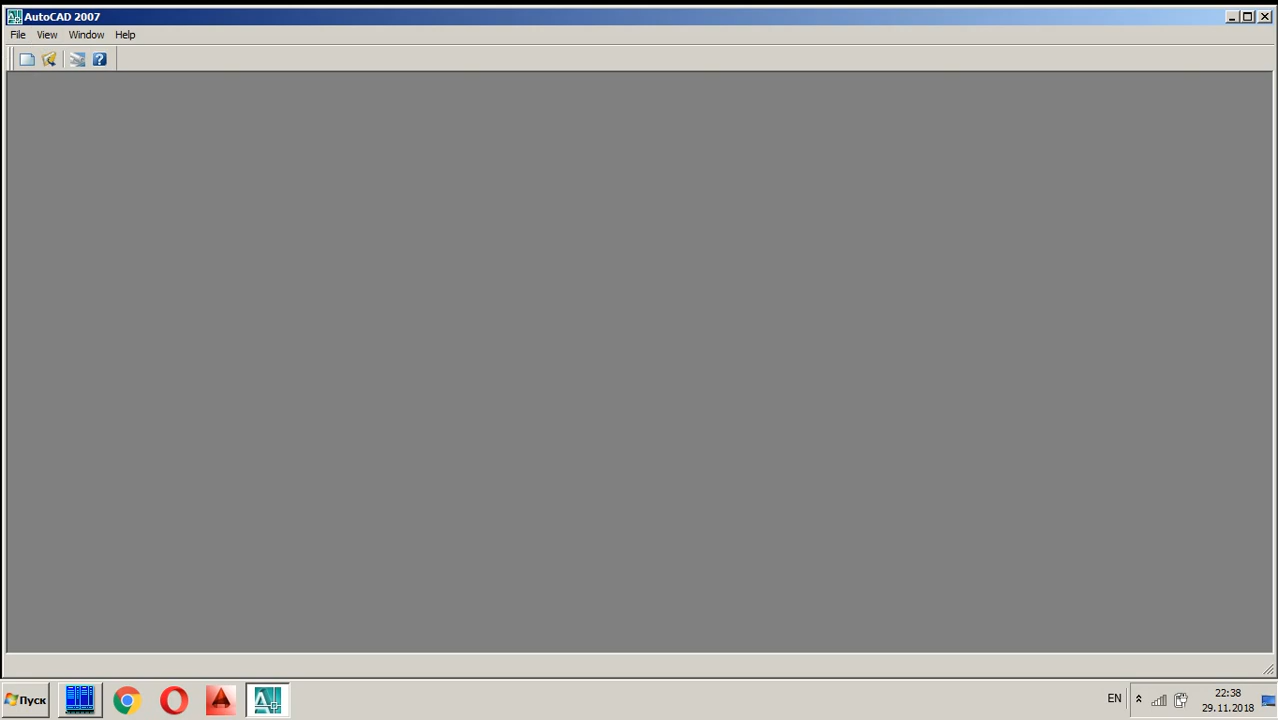 AutoCAD 2007
File View Window Help
Пуск
EN
22:38
29.11.2018